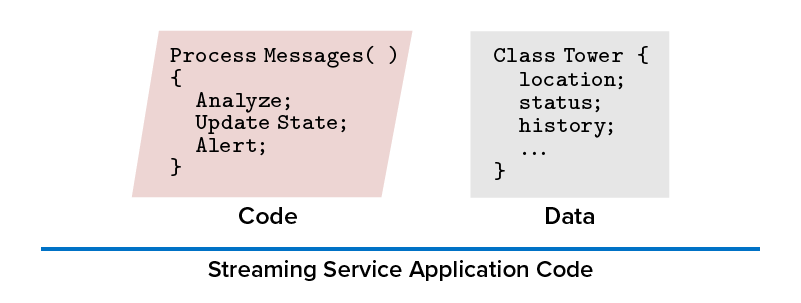 Process Messages( )
{
Analyze;
Update State;
Alert;
}
Code
Class Tower {
location;
status;
history;
...
}
Data
Streaming Service Application Code